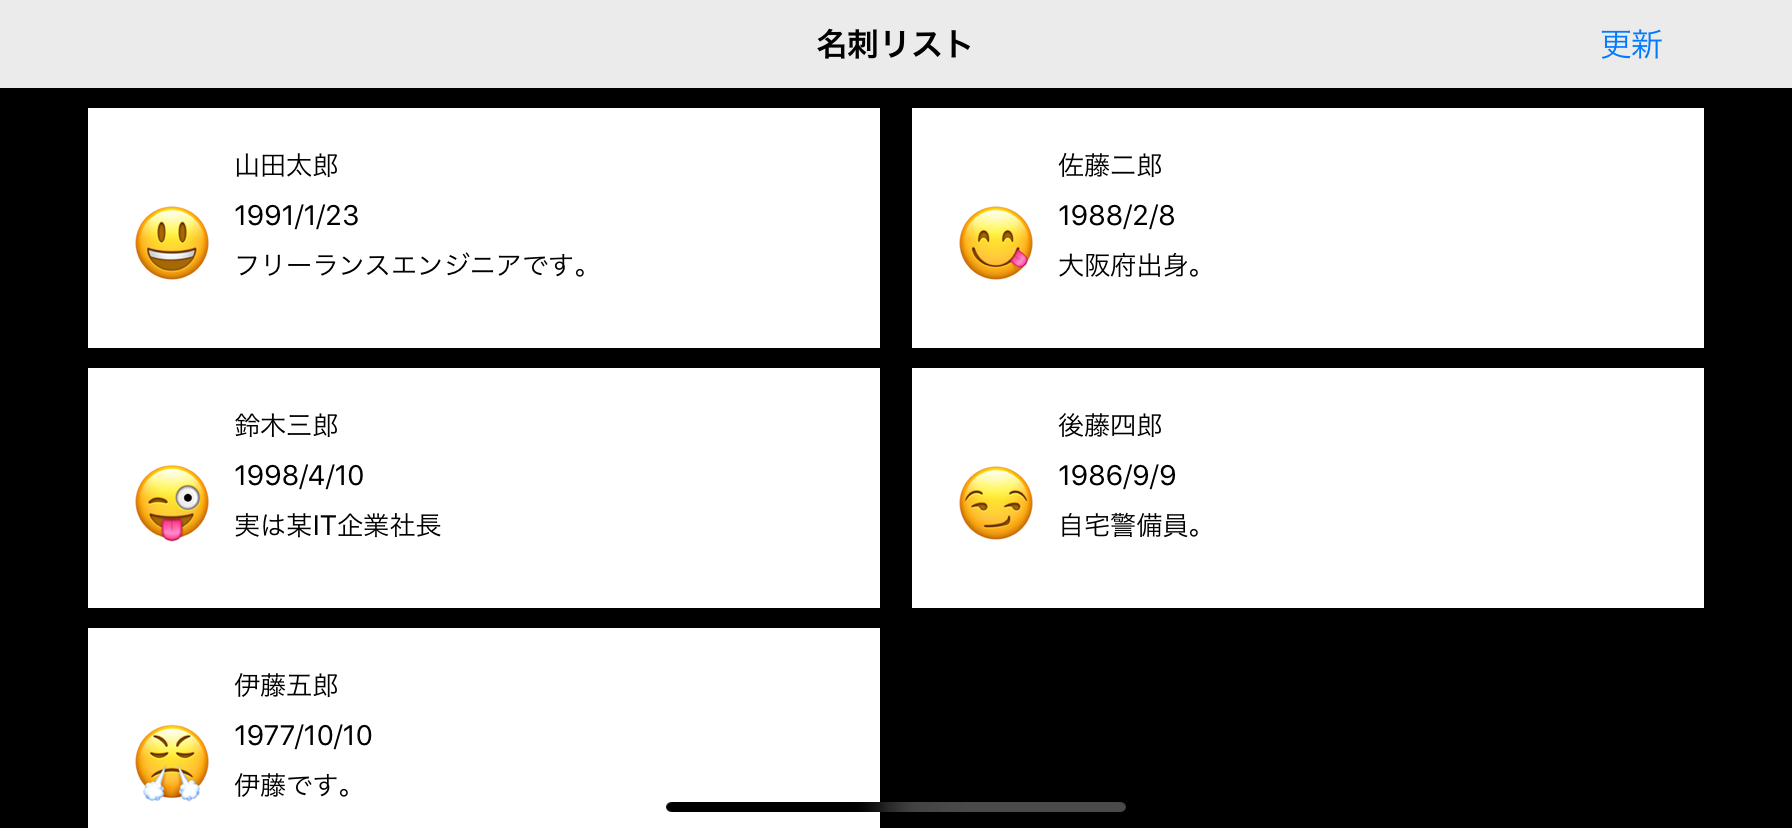 名刺リスト
更新
山田太郎
1991/1/23
フリーランスエンジニアです。
佐藤二郎
1988/2/8
大阪府出身。
鈴木三郎
1998/4/10
実は某IT企業社長
後藤四郎
1986/9/9
自宅警備員。
伊藤五郎
1977/10/10
伊藤です。